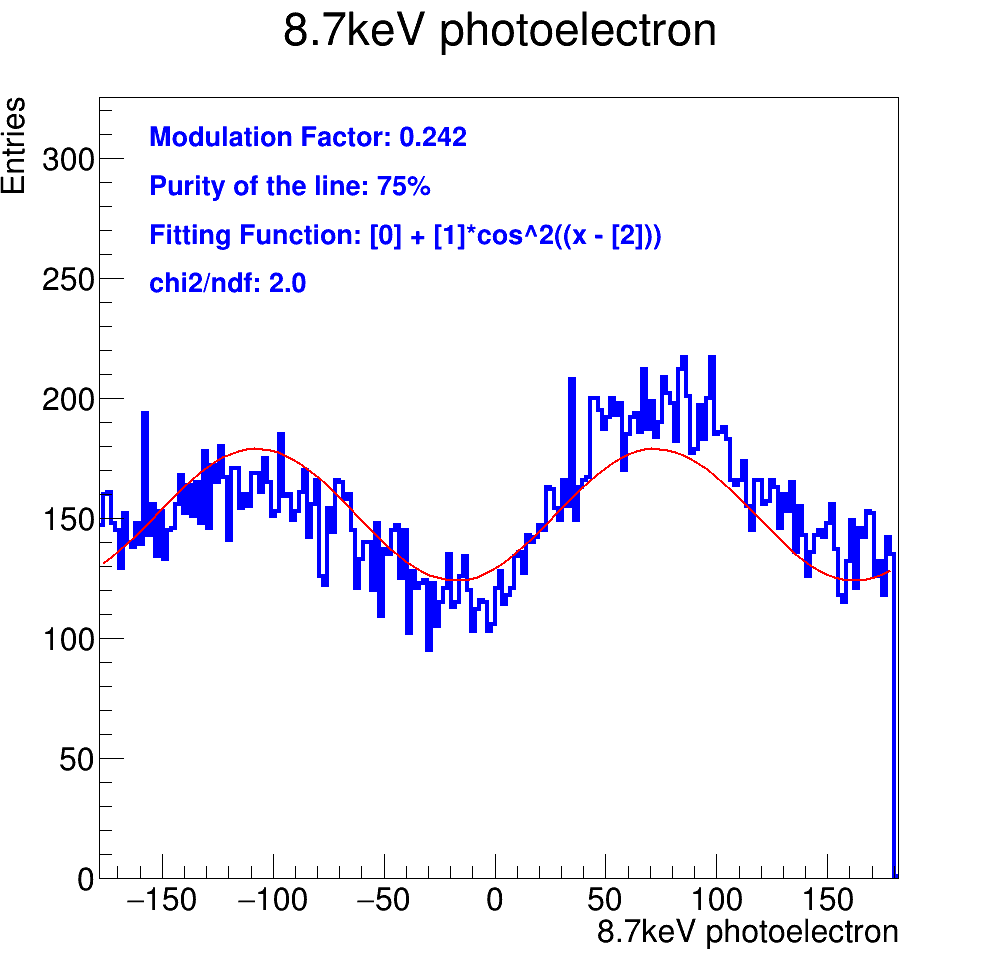 8.7keV photoelectron
Entries
Modulation Factor: 0.242
Purity of the line: 75%
Fitting Function: [0] + [1]*cos^2((x - [2]))
chi2/ndf: 2.0
300
250
200
150
100
50
0
−150 −100 −50 0 50 100 150
8.7keV photoelectron